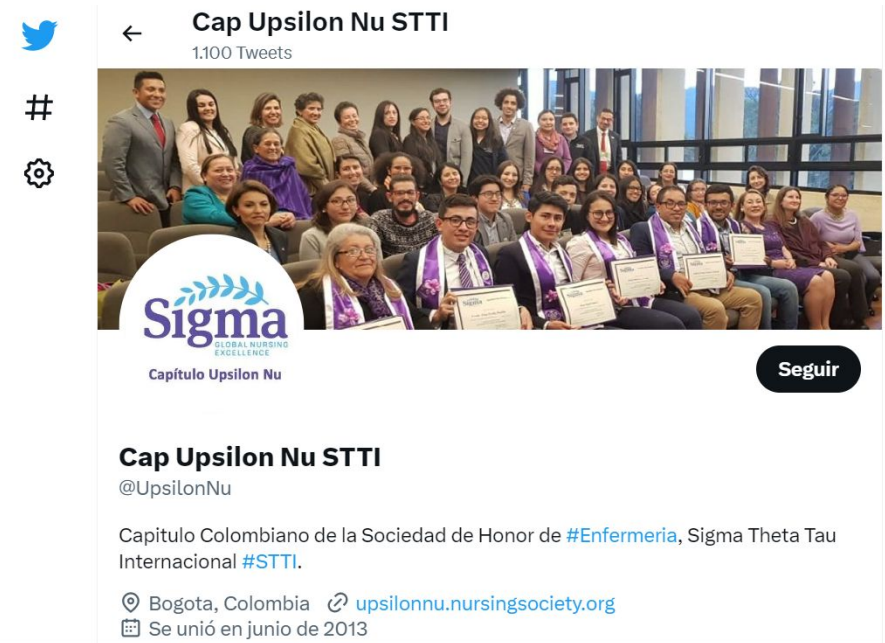 Cap Upsilon Nu STTI
1.100 Tweets
Sigma
GLOBAL NURSING
EXCELLENCE
Capítulo Upsilon Nu
Seguir
Cap Upsilon Nu STTI
@UpsilonNu
Capitulo Colombiano de la Sociedad de Honor de #Enfermeria, Sigma Theta Tau
Internacional #STTI.
Bogota, Colombia upsilonnu.nursingsociety.org
Se unió en junio de 2013